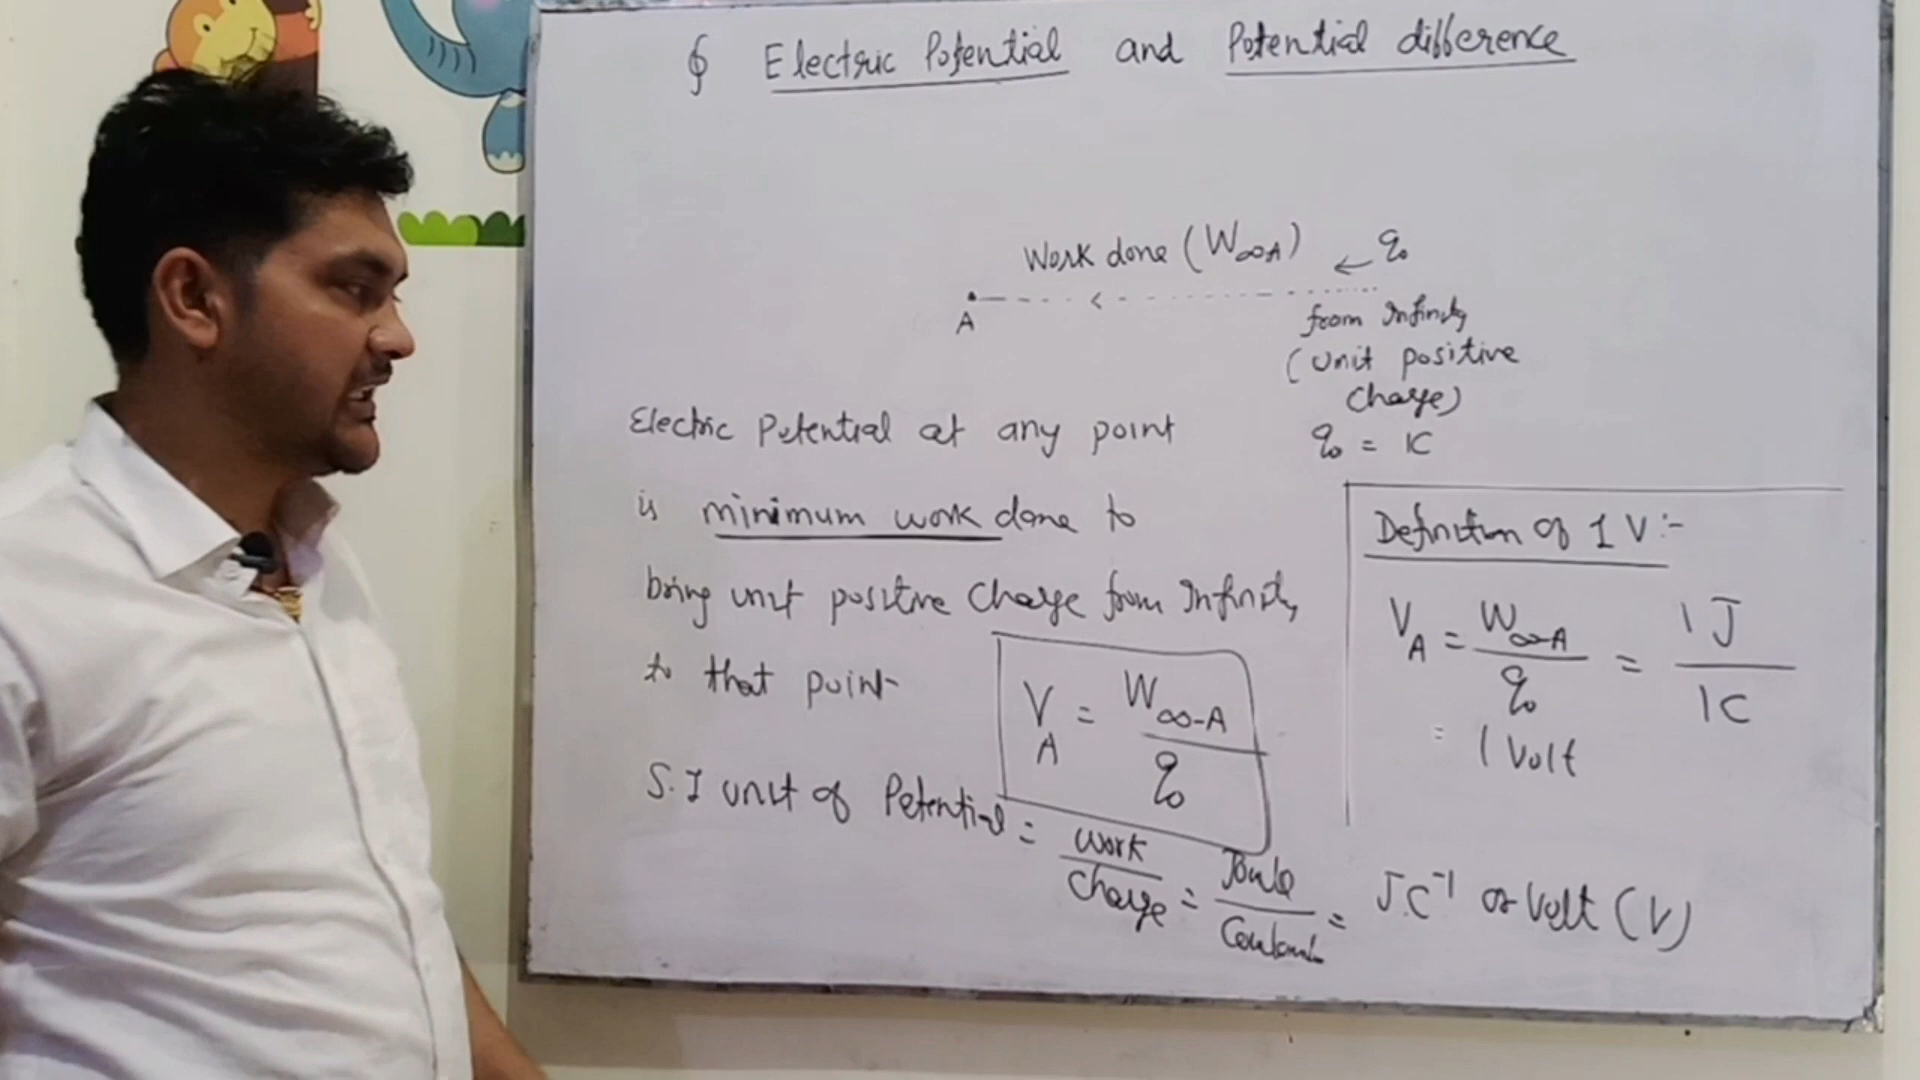 § Electric Potential and Potential difference
Work done (W∞A) ← q₀
A
from Infinity
(Unit positive
Charge)
q₀ = 1C
Electric Potential at any point
is minimum work done to
bring unit positive Charge from Infinity
to that point
V_A = W∞-A / q₀
S.I unit of Potential = Work / Charge = Joule / Coulomb = J.C⁻¹ or Volt (V)
Definition of 1 V :-
V_A = W∞-A / q₀ = 1 J / 1C
= 1 Volt